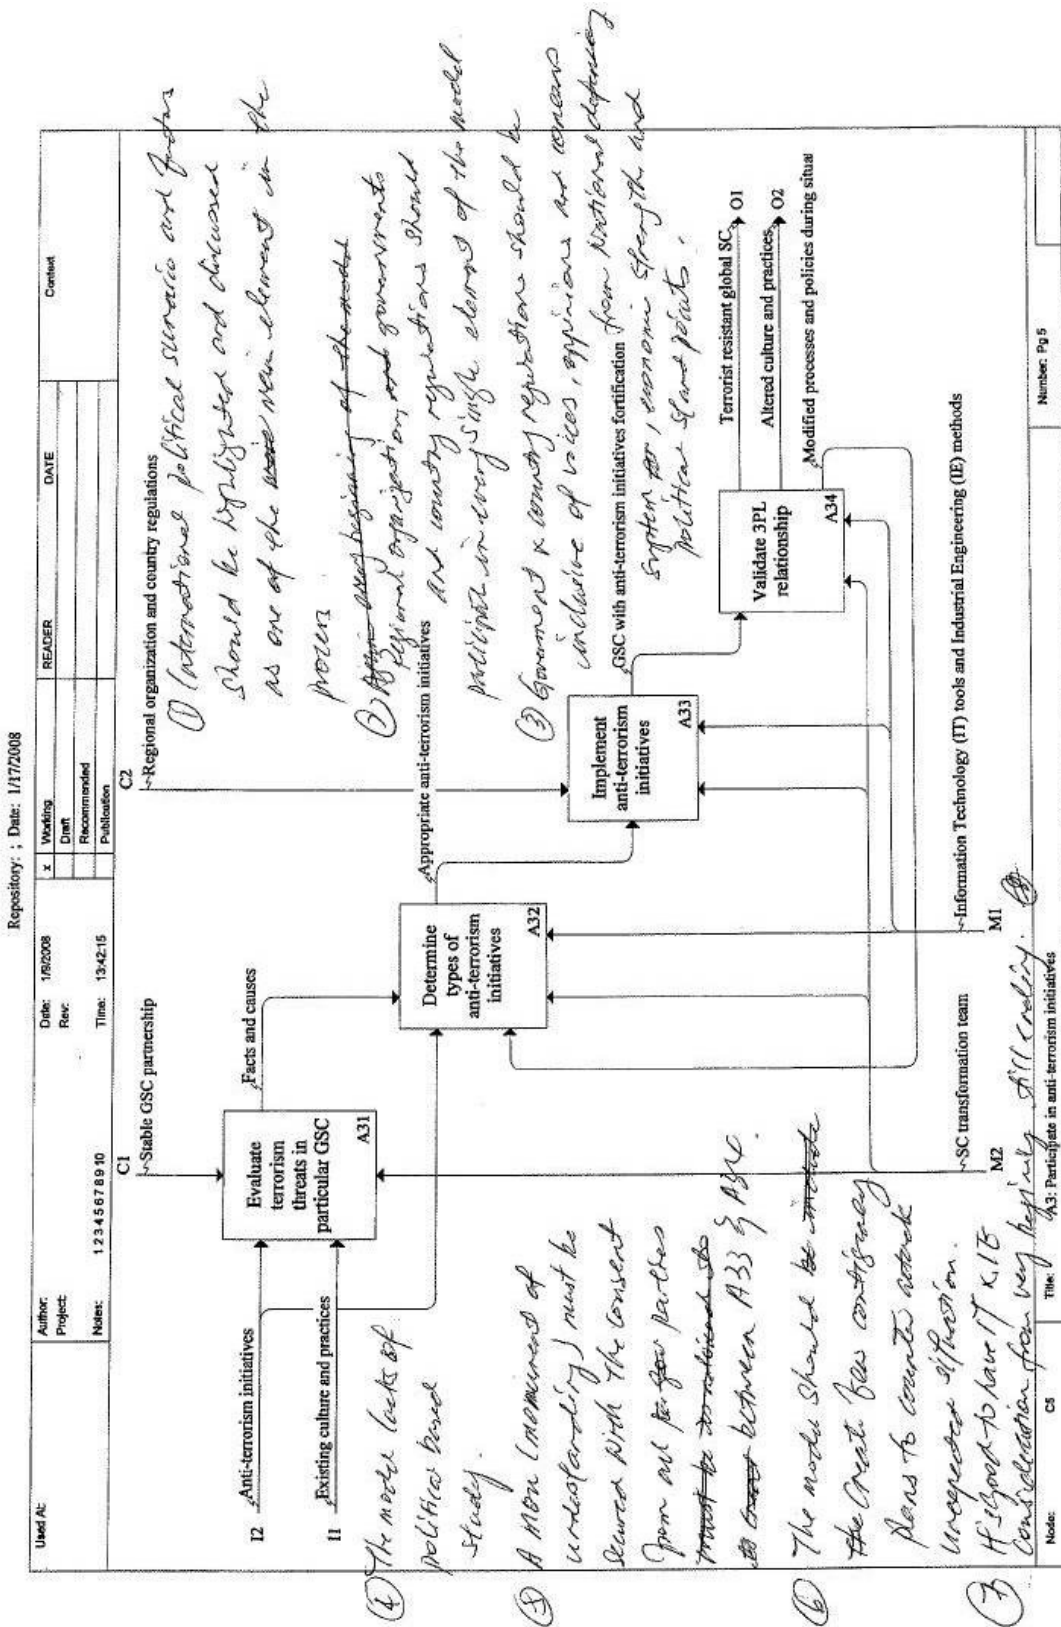 Repository: ; Date: 1/17/2008
Used At:
Author:
Project:
Notes: 1 2 3 4 5 6 7 8 9 10
Date: 1/9/2008
Rev:
Time: 13:42:15
x Working
Draft
Recommended
Publication
READER
DATE
Context
C1
Stable GSC partnership
C2
Regional organization and country regulations
I2
Anti-terrorism initiatives
I1
Existing culture and practices
Evaluate
terrorism
threats in
particular GSC
A31
Facts and causes
Determine
types of
anti-terrorism
initiatives
A32
Appropriate anti-terrorism initiatives
Implement
anti-terrorism
initiatives
A33
GSC with anti-terrorism initiatives fortification
Validate 3PL
relationship
A34
Terrorist resistant global SC
O1
Altered culture and practices
O2
Modified processes and policies during situa
SC transformation team
M2
Information Technology (IT) tools and Industrial Engineering (IE) methods
M1
① International political scenario and
should be highlighted and discussed
as one of the main element in the
process
② Regional organization, and governments
and country regulations should
participate in every single element of the model.
③ Government & country regulations should be
inclusive of voices, oppinions and concerns
from National defencing
system, economic strength and
political stand points.
④ The model lacks of
political based
study.
⑤ A MOU (momument of
understanding) must be
secured with the consent
from all parties
between A33 & A34.
⑥ The model should
create few contigency
plans to counter attack
unexpected situation.
⑦ It's good to have IT & IE
consideration from very begining till ending.
Node:
C5
Title: A3: Participate in anti-terrorism initiatives
Number: Pg 5